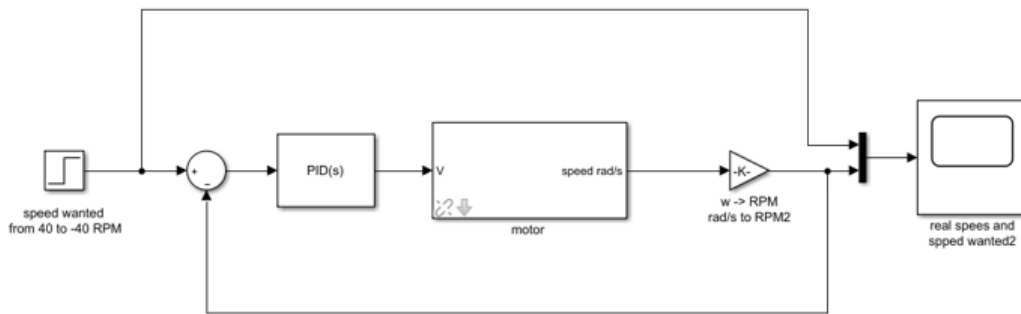 speed wanted
from 40 to -40 RPM
+
−
PID(s)
V
speed rad/s
motor
-K-
w -> RPM
rad/s to RPM2
real spees and
spped wanted2